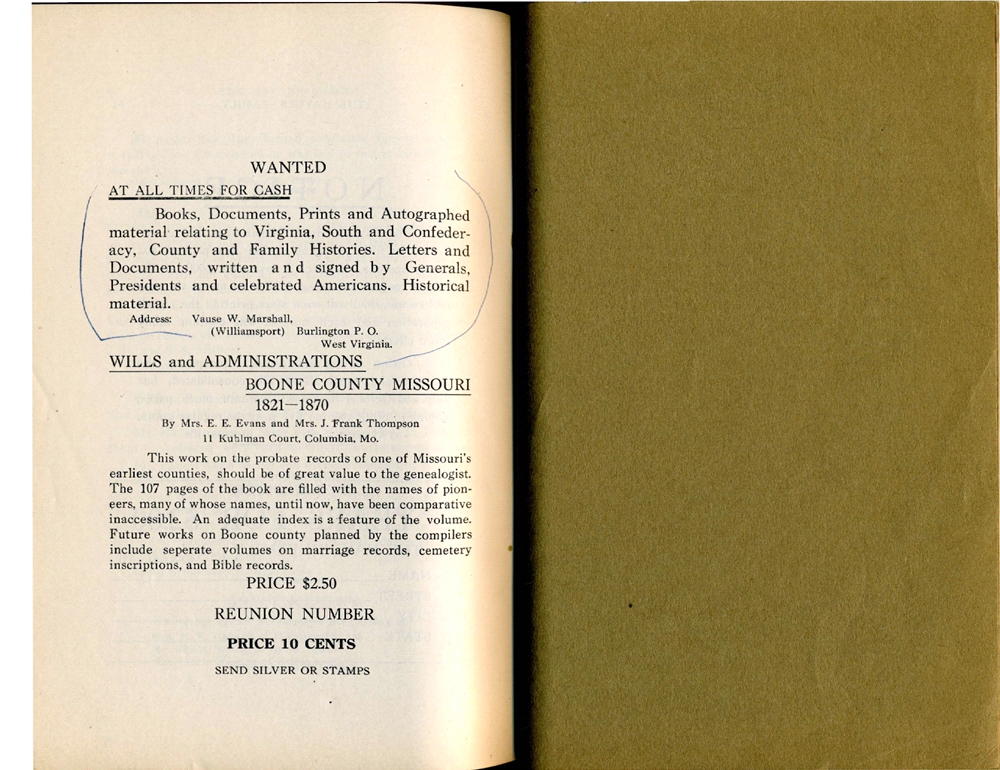 WANTED
AT ALL TIMES FOR CASH
Books, Documents, Prints and Autographed
material relating to Virginia, South and Confeder-
acy, County and Family Histories. Letters and
Documents, written and signed by Generals,
Presidents and celebrated Americans. Historical
material.
Address: Vause W. Marshall,
(Williamsport) Burlington P. O.
West Virginia.
WILLS and ADMINISTRATIONS
BOONE COUNTY MISSOURI
1821—1870
By Mrs. E. E. Evans and Mrs. J. Frank Thompson
11 Kuhlman Court, Columbia, Mo.
This work on the probate records of one of Missouri's
earliest counties, should be of great value to the genealogist.
The 107 pages of the book are filled with the names of pion-
eers, many of whose names, until now, have been comparative
inaccessible. An adequate index is a feature of the volume.
Future works on Boone county planned by the compilers
include seperate volumes on marriage records, cemetery
inscriptions, and Bible records.
PRICE $2.50
REUNION NUMBER
PRICE 10 CENTS
SEND SILVER OR STAMPS